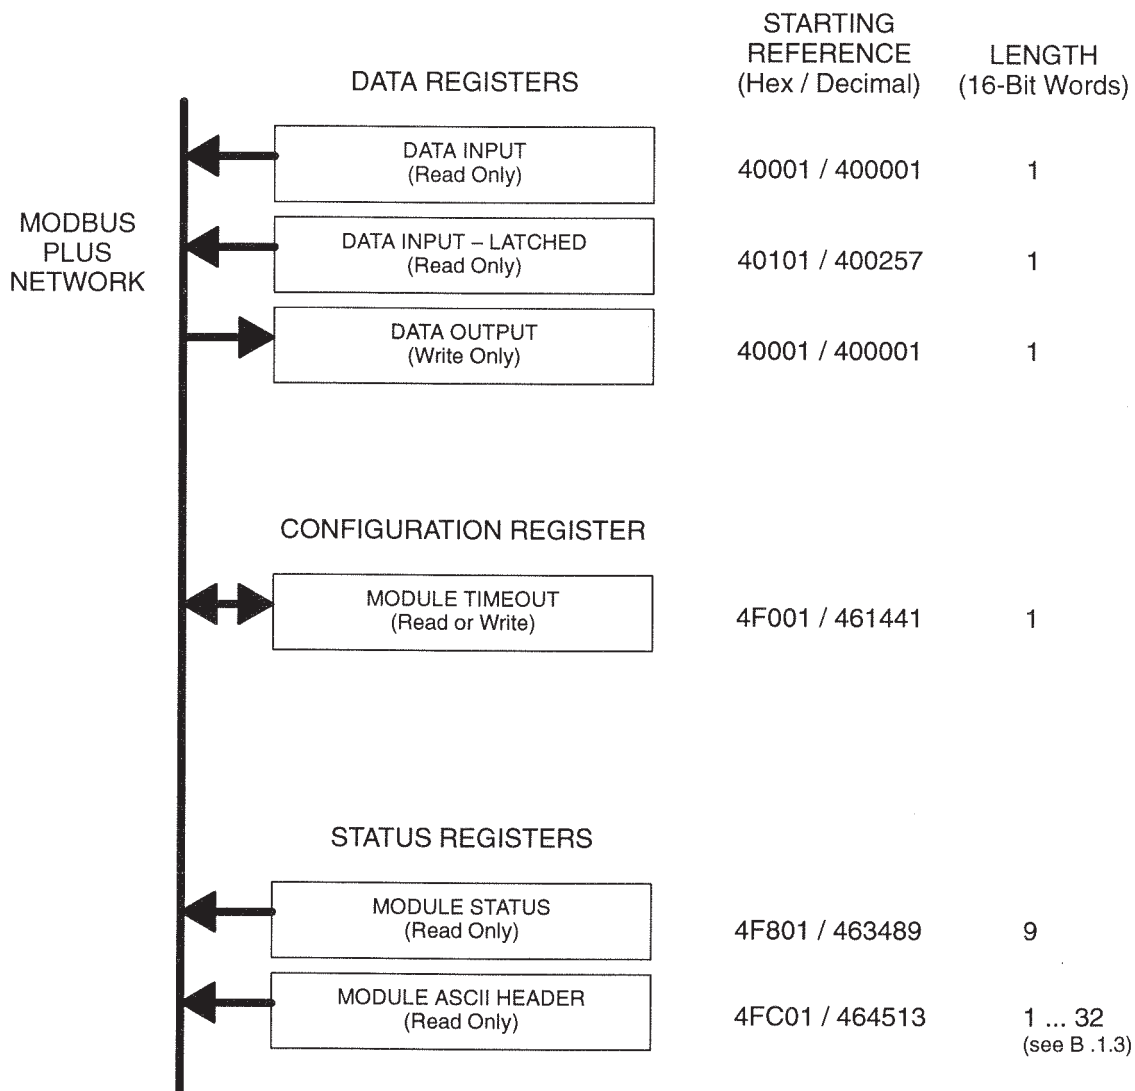 STARTING
REFERENCE
(Hex / Decimal)
LENGTH
(16-Bit Words)
DATA REGISTERS
DATA INPUT
(Read Only)
40001 / 400001
1
MODBUS
PLUS
NETWORK
DATA INPUT – LATCHED
(Read Only)
40101 / 400257
1
DATA OUTPUT
(Write Only)
40001 / 400001
1
CONFIGURATION REGISTER
MODULE TIMEOUT
(Read or Write)
4F001 / 461441
1
STATUS REGISTERS
MODULE STATUS
(Read Only)
4F801 / 463489
9
MODULE ASCII HEADER
(Read Only)
4FC01 / 464513
1 ... 32
(see B .1.3)